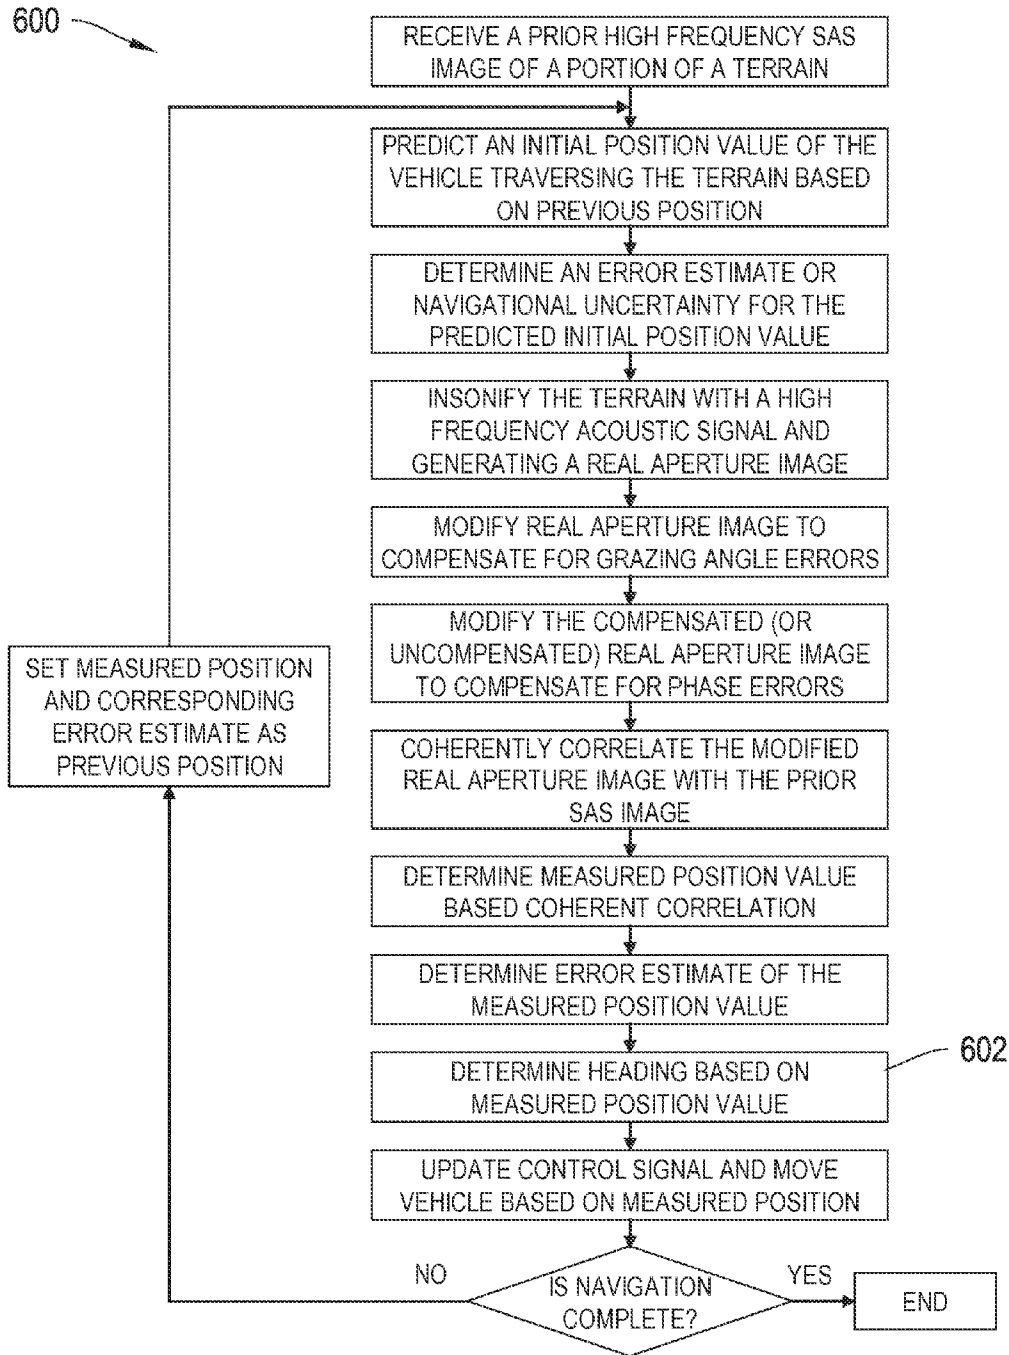 600
RECEIVE A PRIOR HIGH FREQUENCY SAS
IMAGE OF A PORTION OF A TERRAIN
PREDICT AN INITIAL POSITION VALUE OF THE
VEHICLE TRAVERSING THE TERRAIN BASED
ON PREVIOUS POSITION
DETERMINE AN ERROR ESTIMATE OR
NAVIGATIONAL UNCERTAINTY FOR THE
PREDICTED INITIAL POSITION VALUE
INSONIFY THE TERRAIN WITH A HIGH
FREQUENCY ACOUSTIC SIGNAL AND
GENERATING A REAL APERTURE IMAGE
MODIFY REAL APERTURE IMAGE TO
COMPENSATE FOR GRAZING ANGLE ERRORS
MODIFY THE COMPENSATED (OR
UNCOMPENSATED) REAL APERTURE IMAGE
TO COMPENSATE FOR PHASE ERRORS
SET MEASURED POSITION
AND CORRESPONDING
ERROR ESTIMATE AS
PREVIOUS POSITION
COHERENTLY CORRELATE THE MODIFIED
REAL APERTURE IMAGE WITH THE PRIOR
SAS IMAGE
DETERMINE MEASURED POSITION VALUE
BASED COHERENT CORRELATION
DETERMINE ERROR ESTIMATE OF THE
MEASURED POSITION VALUE
DETERMINE HEADING BASED ON
MEASURED POSITION VALUE
602
UPDATE CONTROL SIGNAL AND MOVE
VEHICLE BASED ON MEASURED POSITION
NO
IS NAVIGATION
COMPLETE?
YES
END